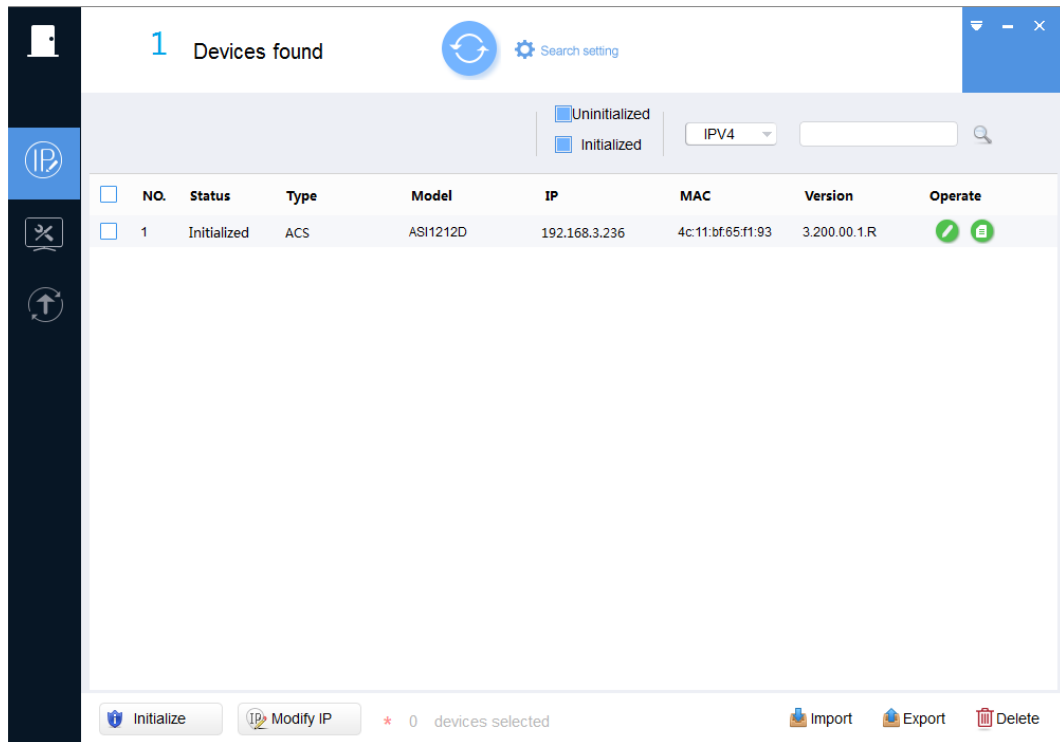 1 Devices found Search setting
Uninitialized
Initialized IPV4
IP
NO. Status Type Model IP MAC Version Operate
1 Initialized ACS ASI1212D 192.168.3.236 4c:11:bf:65:f1:93 3.200.00.1.R
Initialize IP Modify IP * 0 devices selected Import Export Delete